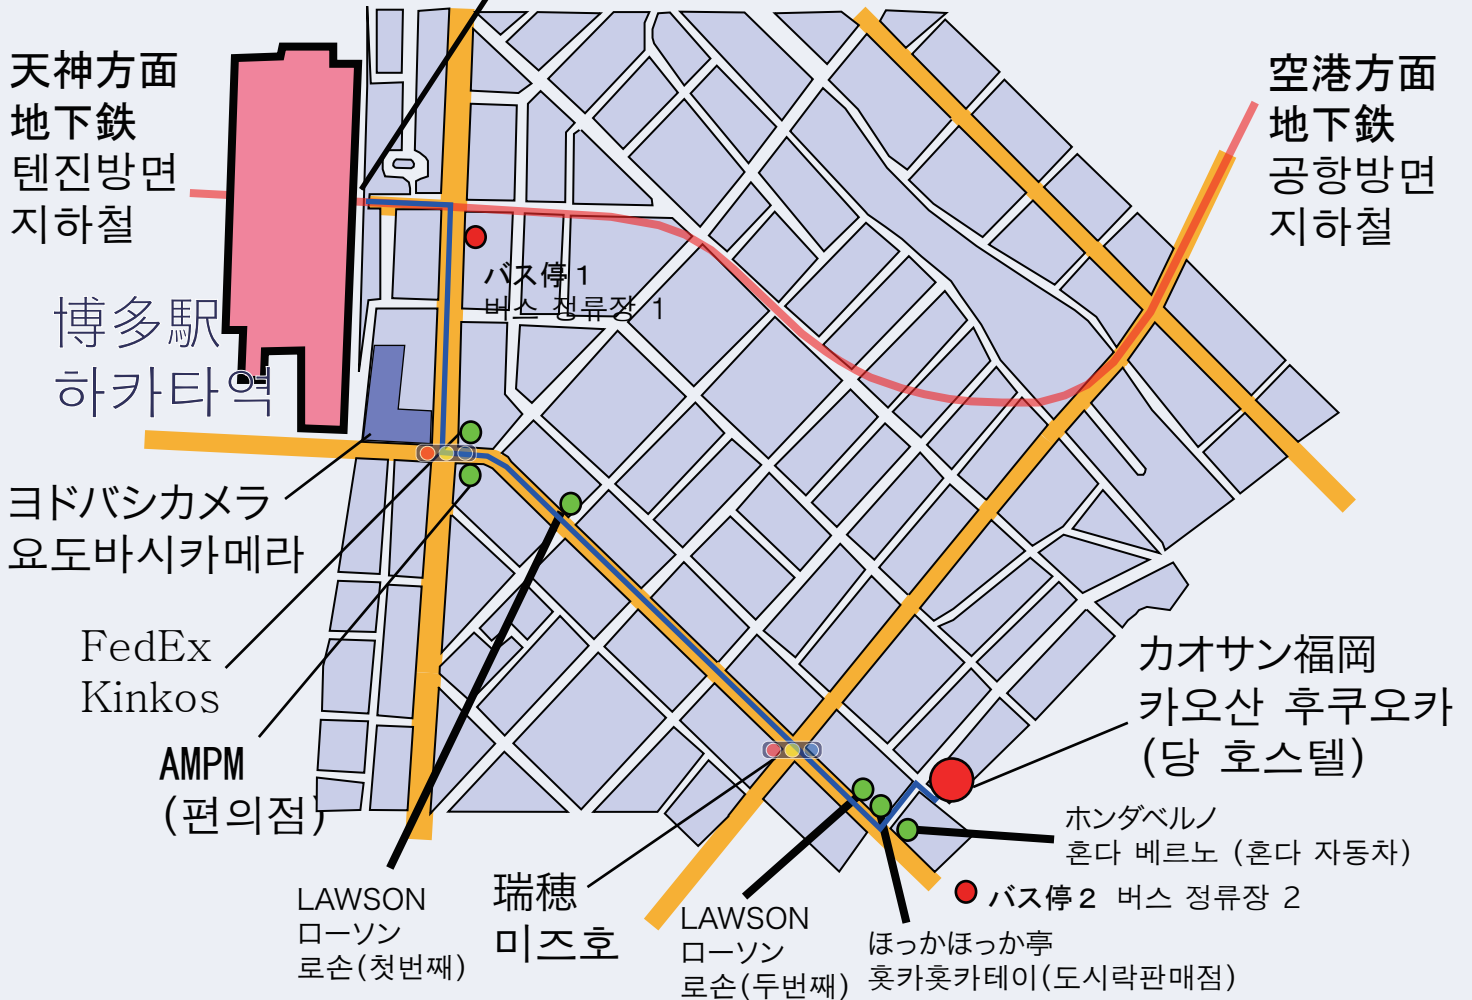 天神方面
地下鉄
텐진방면
지하철
空港方面
地下鉄
공항방면
지하철
博多駅
하카타역
バス停1
버스 정류장 1
ヨドバシカメラ
요도바시카메라
FedEx
Kinkos
AMPM
(편의점)
LAWSON
ローソン
로손(첫번째)
瑞穂
미즈호
LAWSON
ローソン
로손(두번째)
ほっかほっか亭
홋카홋카테이(도시락판매점)
バス停2 버스 정류장 2
ホンダベルノ
혼다 베르노 (혼다 자동차)
カオサン福岡
카오산 후쿠오카
(당 호스텔)